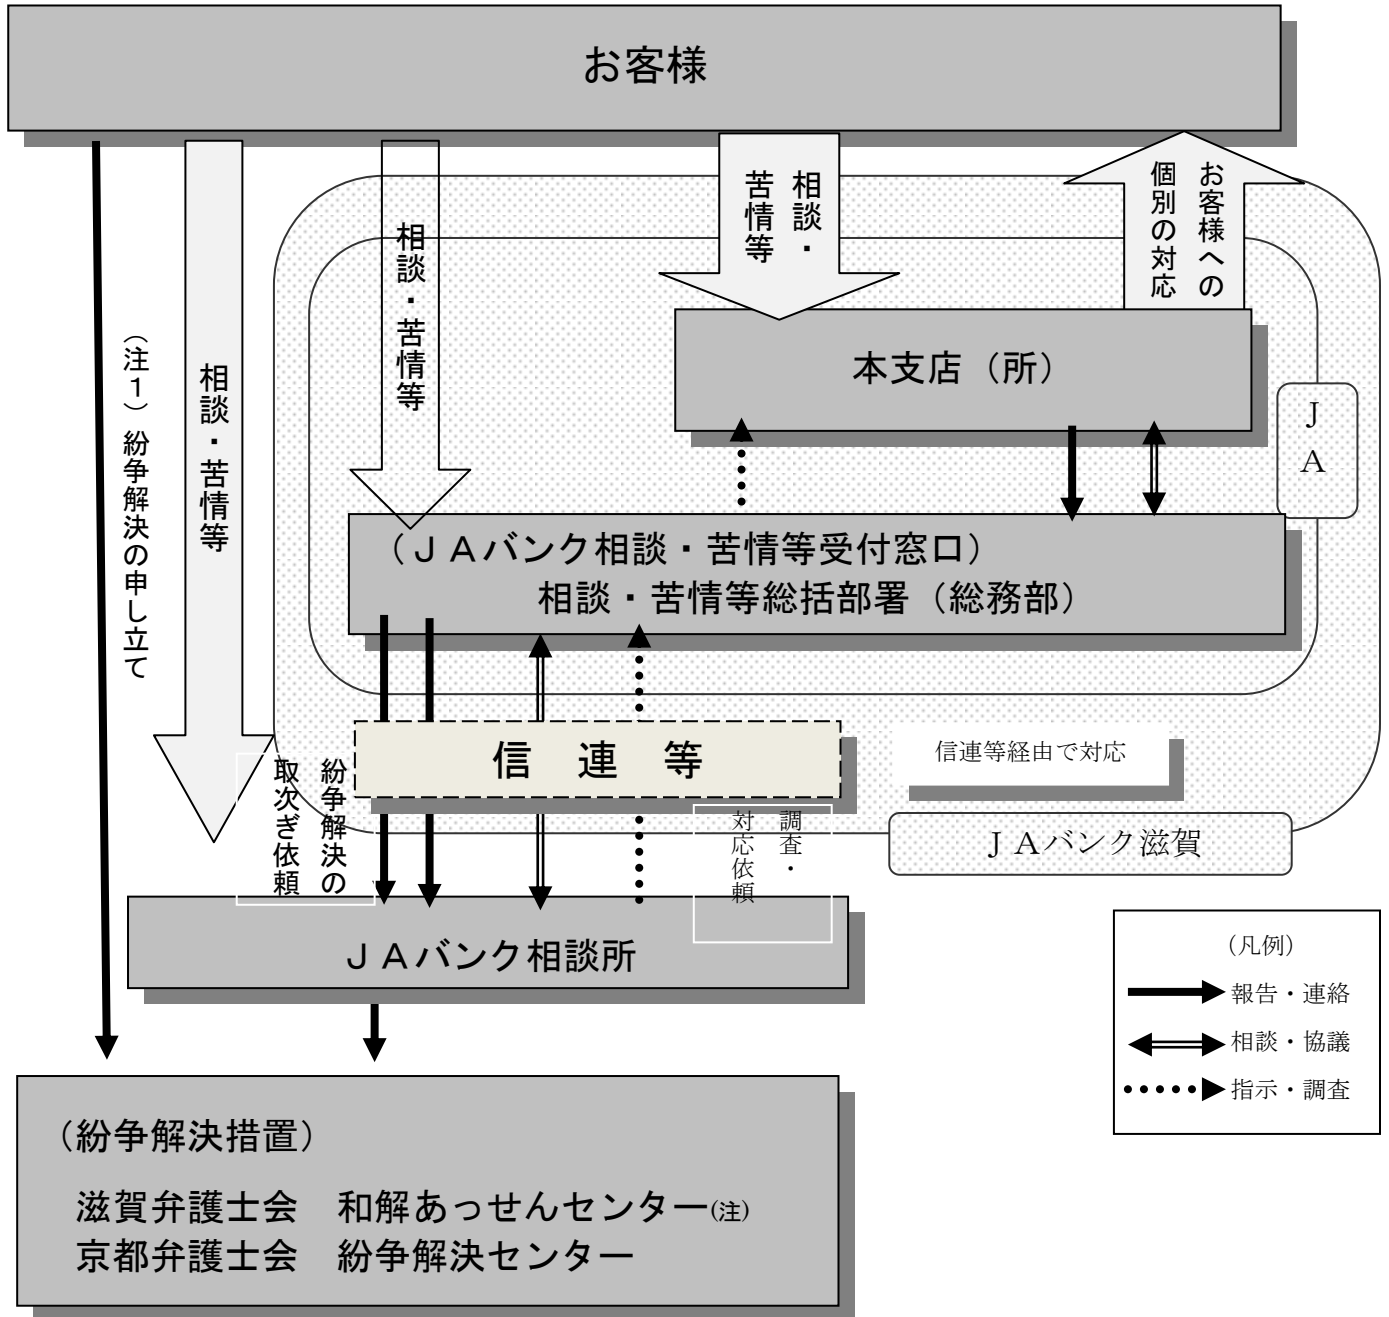 お客様
(注1)紛争解決の申し立て
相談・苦情等
相談・苦情等
相談・
苦情等
お客様への
個別の対応
本支店(所)
JA
(JAバンク相談・苦情等受付窓口)
相談・苦情等総括部署(総務部)
信 連 等
信連等経由で対応
紛争解決の
取次ぎ依頼
調査・
対応依頼
JAバンク滋賀
JAバンク相談所
(凡例)
報告・連絡
相談・協議
指示・調査
(紛争解決措置)
滋賀弁護士会 和解あっせんセンター(注)
京都弁護士会 紛争解決センター